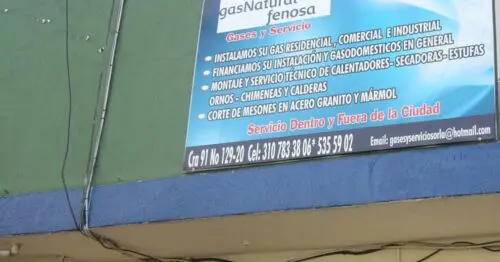 gasNatural
fenosa
Gases y Servicio
• INSTALAMOS SU GAS RESIDENCIAL, COMERCIAL E INDUSTRIAL
• FINANCIAMOS SU INSTALACIÓN Y GASODOMESTICOS EN GENERAL
• MONTAJE Y SERVICIO TÉCNICO DE CALENTADORES- SECADORAS- ESTUFAS
ORNOS - CHIMENEAS Y CALDERAS
• CORTE DE MESONES EN ACERO GRANITO Y MÁRMOL
Servicio Dentro y Fuera de la Ciudad
Cra 91 No 129-20 Cel: 310 783 38 06* 535 59 02 Email: gasesyserviciosorla@hotmail.com